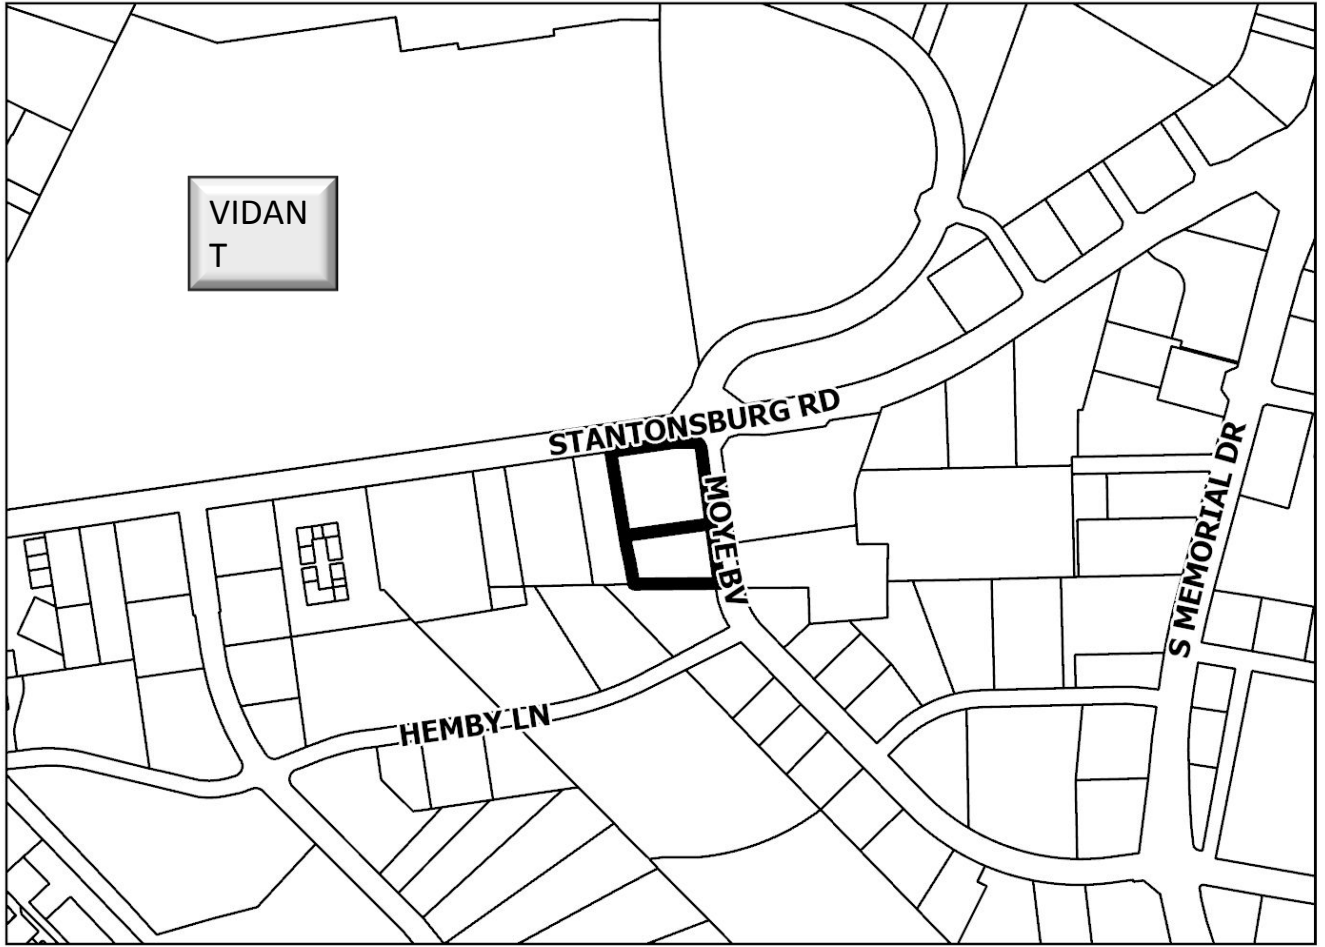 VIDAN
T
STANTONSBURG RD
MOYE BV
S MEMORIAL DR
HEMBY LN